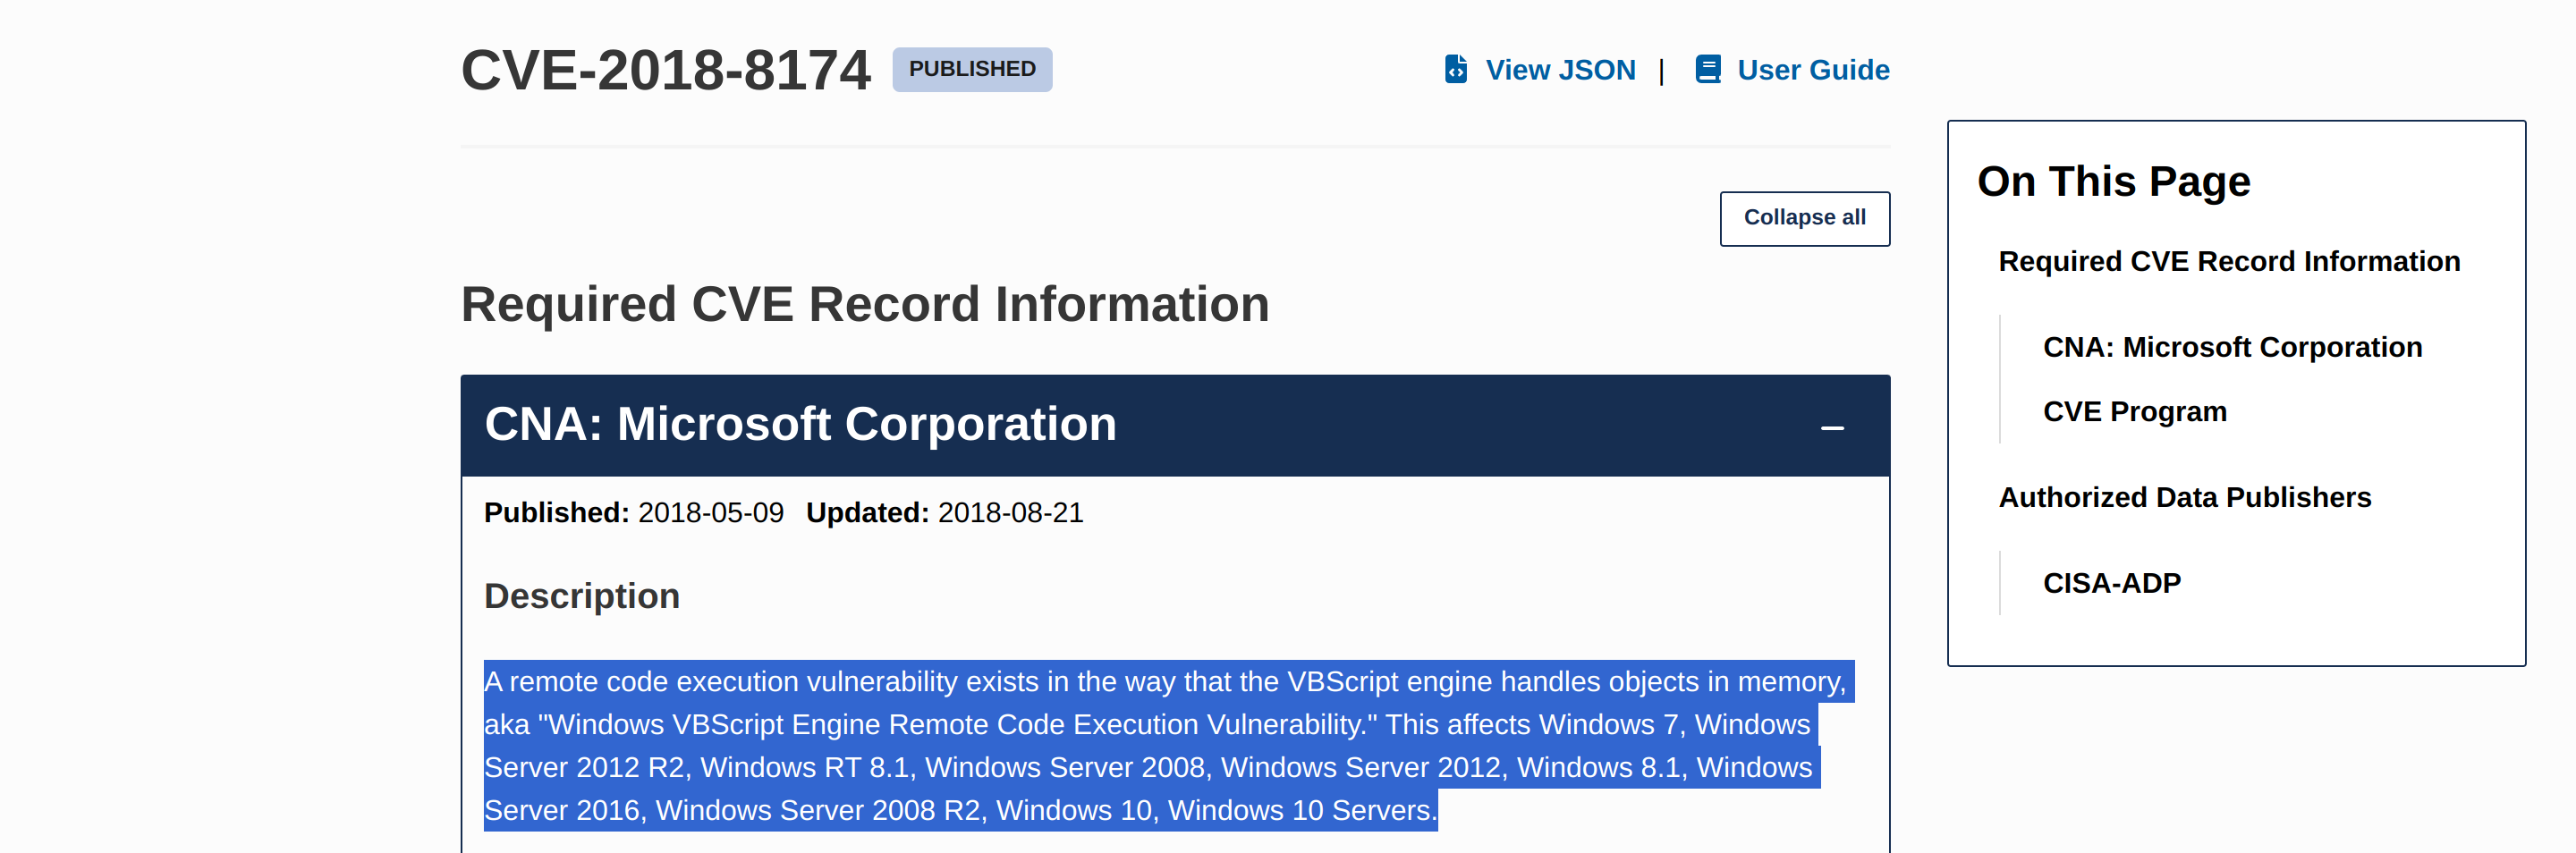 CVE-2018-8174 PUBLISHED View JSON | User Guide
Collapse all
Required CVE Record Information
CNA: Microsoft Corporation
Published: 2018-05-09 Updated: 2018-08-21
Description
A remote code execution vulnerability exists in the way that the VBScript engine handles objects in memory,
aka "Windows VBScript Engine Remote Code Execution Vulnerability." This affects Windows 7, Windows
Server 2012 R2, Windows RT 8.1, Windows Server 2008, Windows Server 2012, Windows 8.1, Windows
Server 2016, Windows Server 2008 R2, Windows 10, Windows 10 Servers.
On This Page
Required CVE Record Information
CNA: Microsoft Corporation
CVE Program
Authorized Data Publishers
CISA-ADP